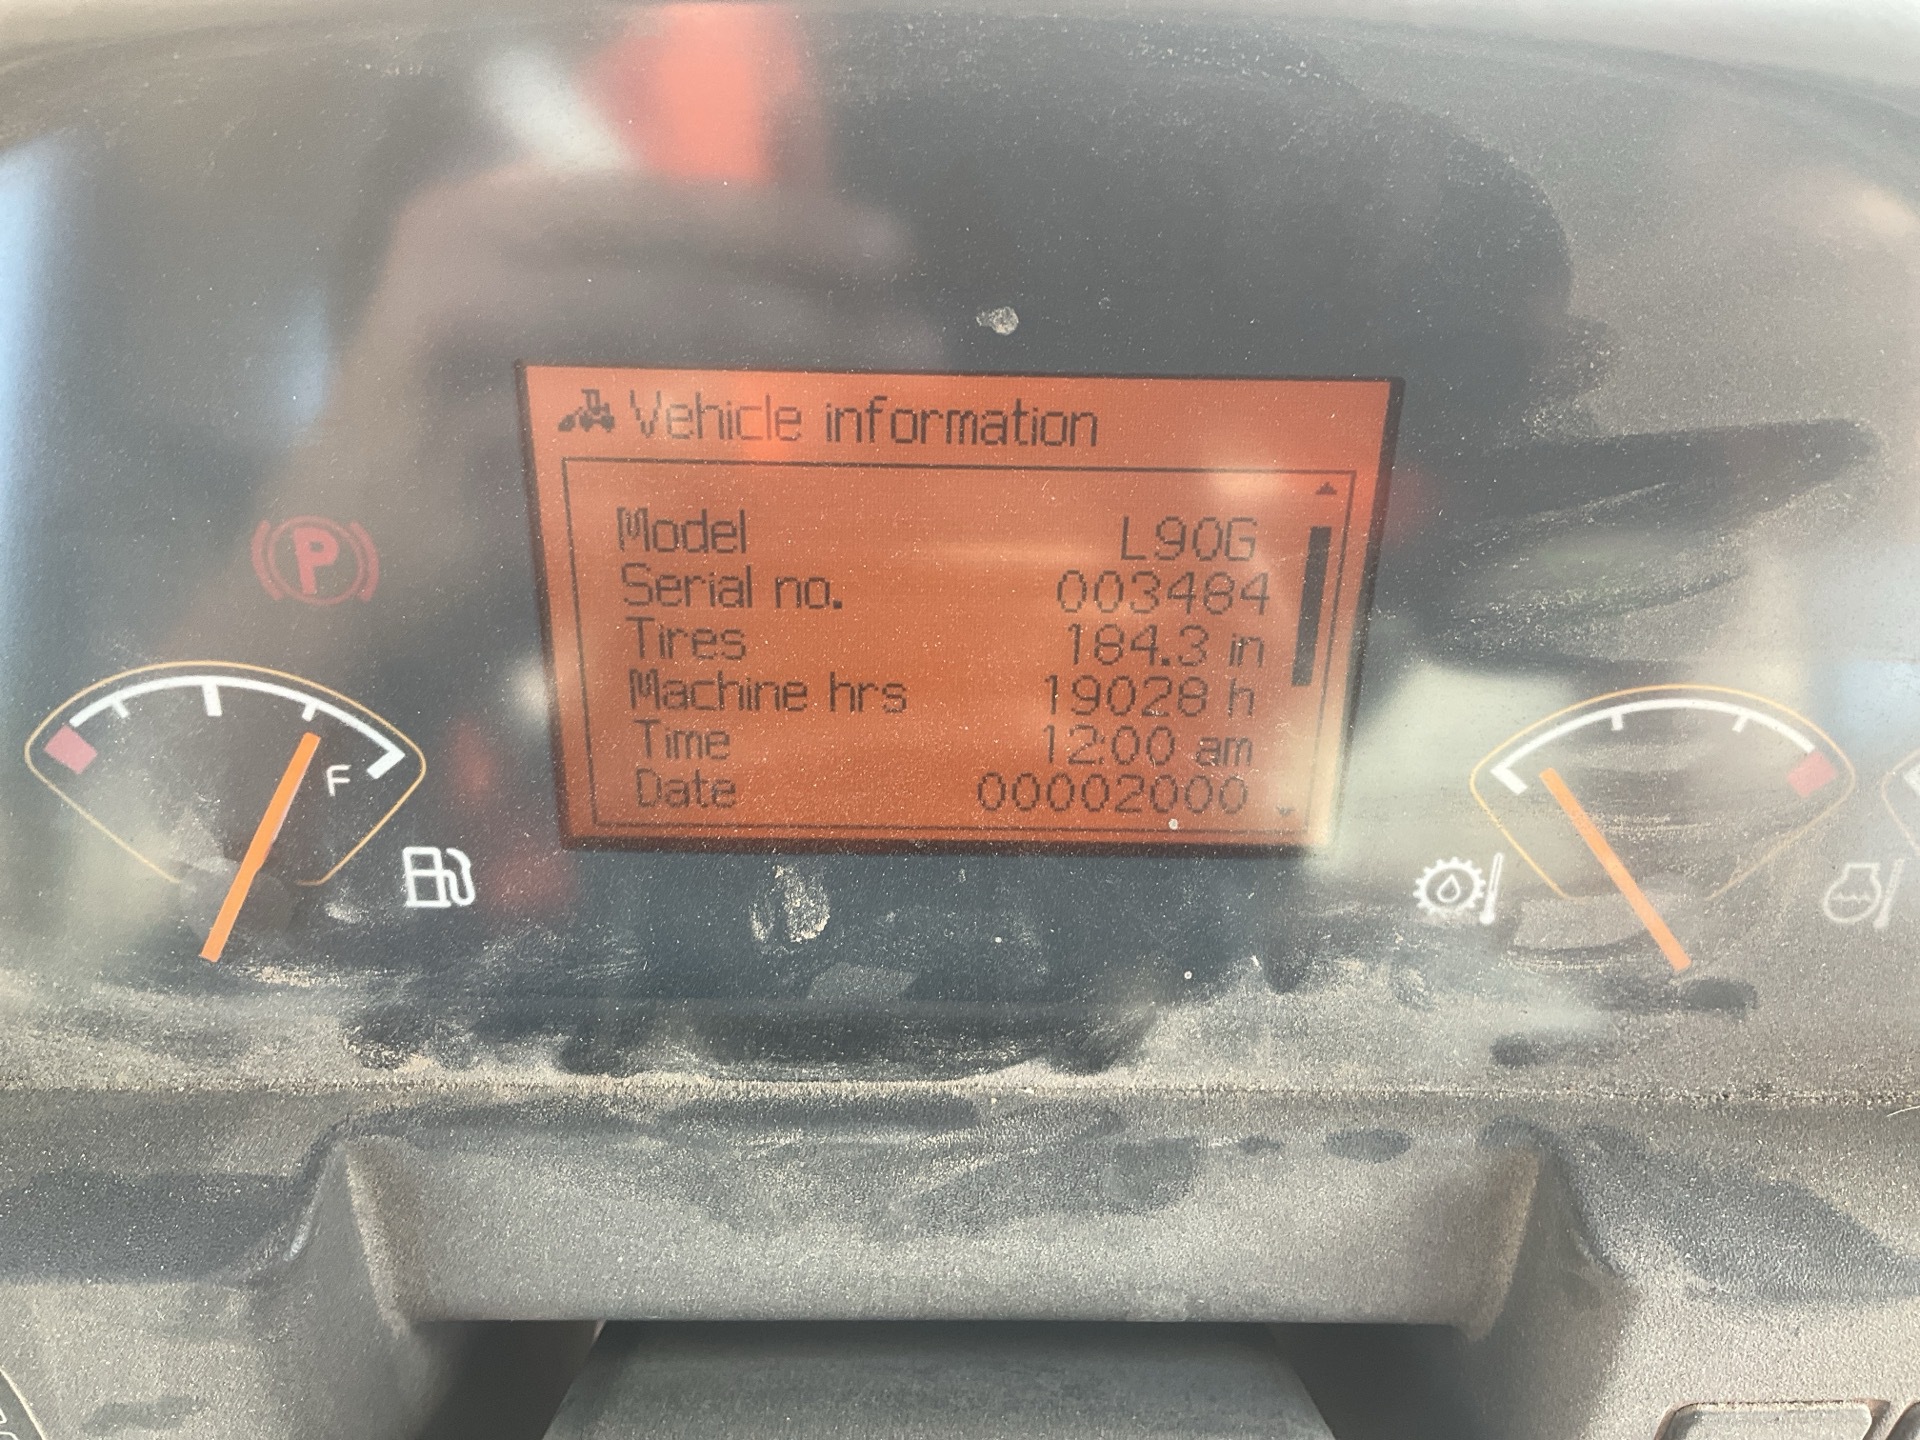 Vehicle information
Model L90G
Serial no. 003484
Tires 184.3 in
Machine hrs 19028 h
Time 12:00 am
Date 00002000
P
F